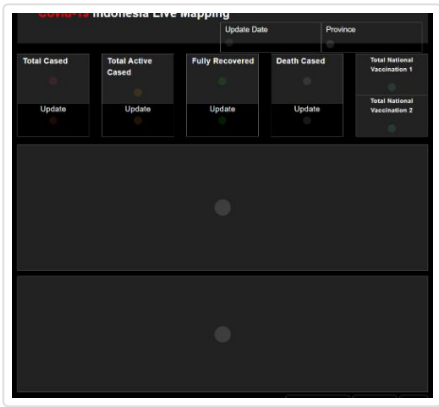 Covid-19 Indonesia Live Mapping
Update Date
Province
Total Cased
Total Active
Cased
Fully Recovered
Death Cased
Total National
Vaccination 1
Update
Update
Update
Update
Total National
Vaccination 2